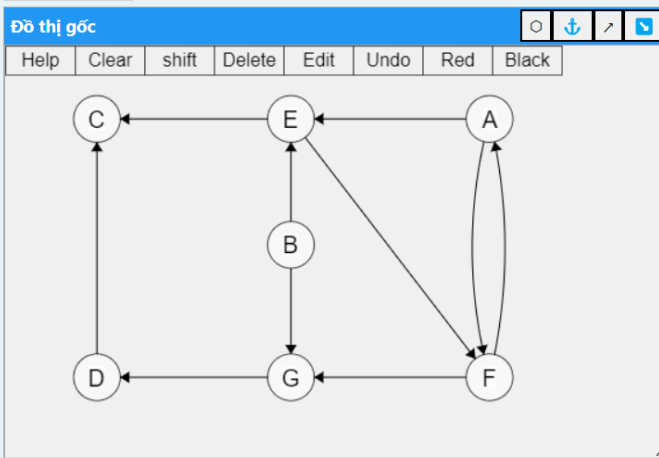 Đồ thị gốc
Help Clear shift Delete Edit Undo Red Black
C E A
B
D G F